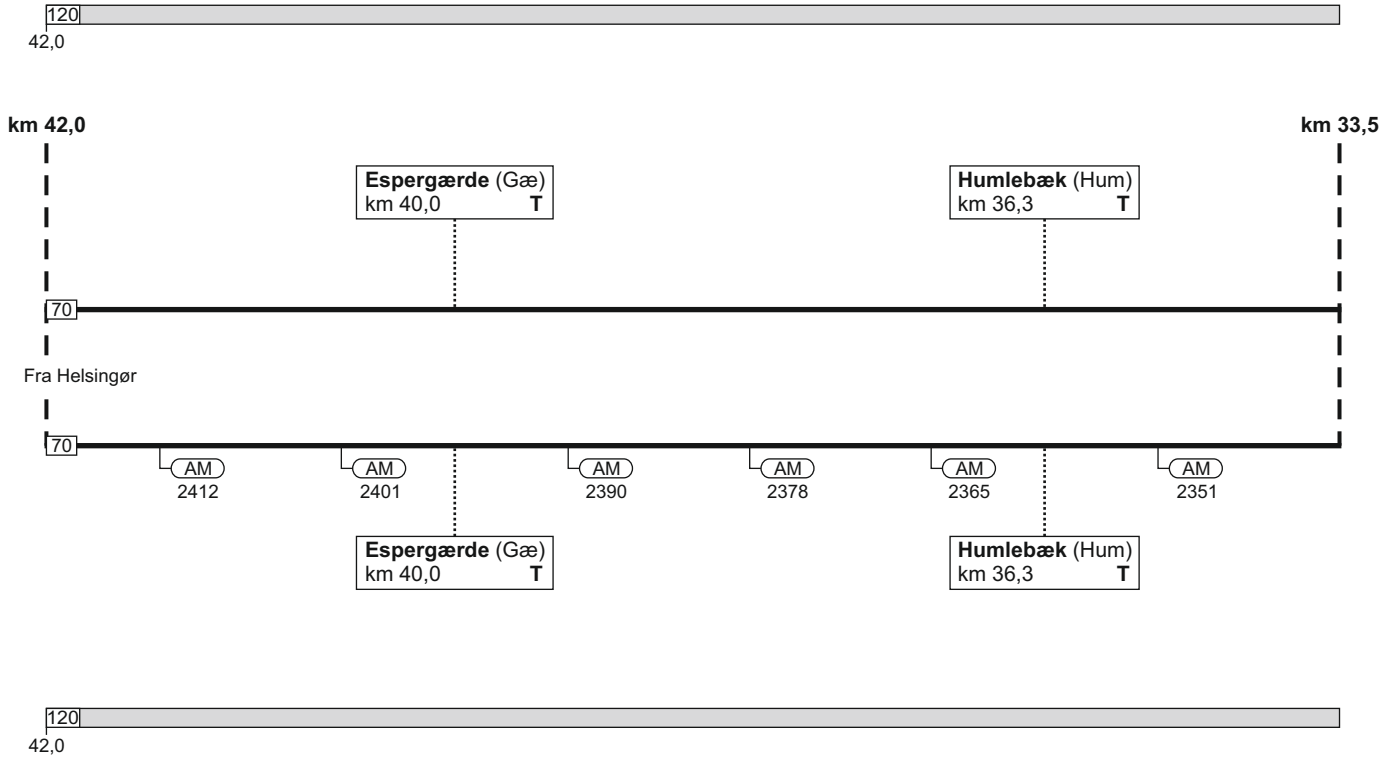 120
42,0
km 42,0
km 33,5
Espergærde (Gæ)
km 40,0 T
Humlebæk (Hum)
km 36,3 T
70
Fra Helsingør
70
AM
2412
AM
2401
AM
2390
AM
2378
AM
2365
AM
2351
Espergærde (Gæ)
km 40,0 T
Humlebæk (Hum)
km 36,3 T
120
42,0